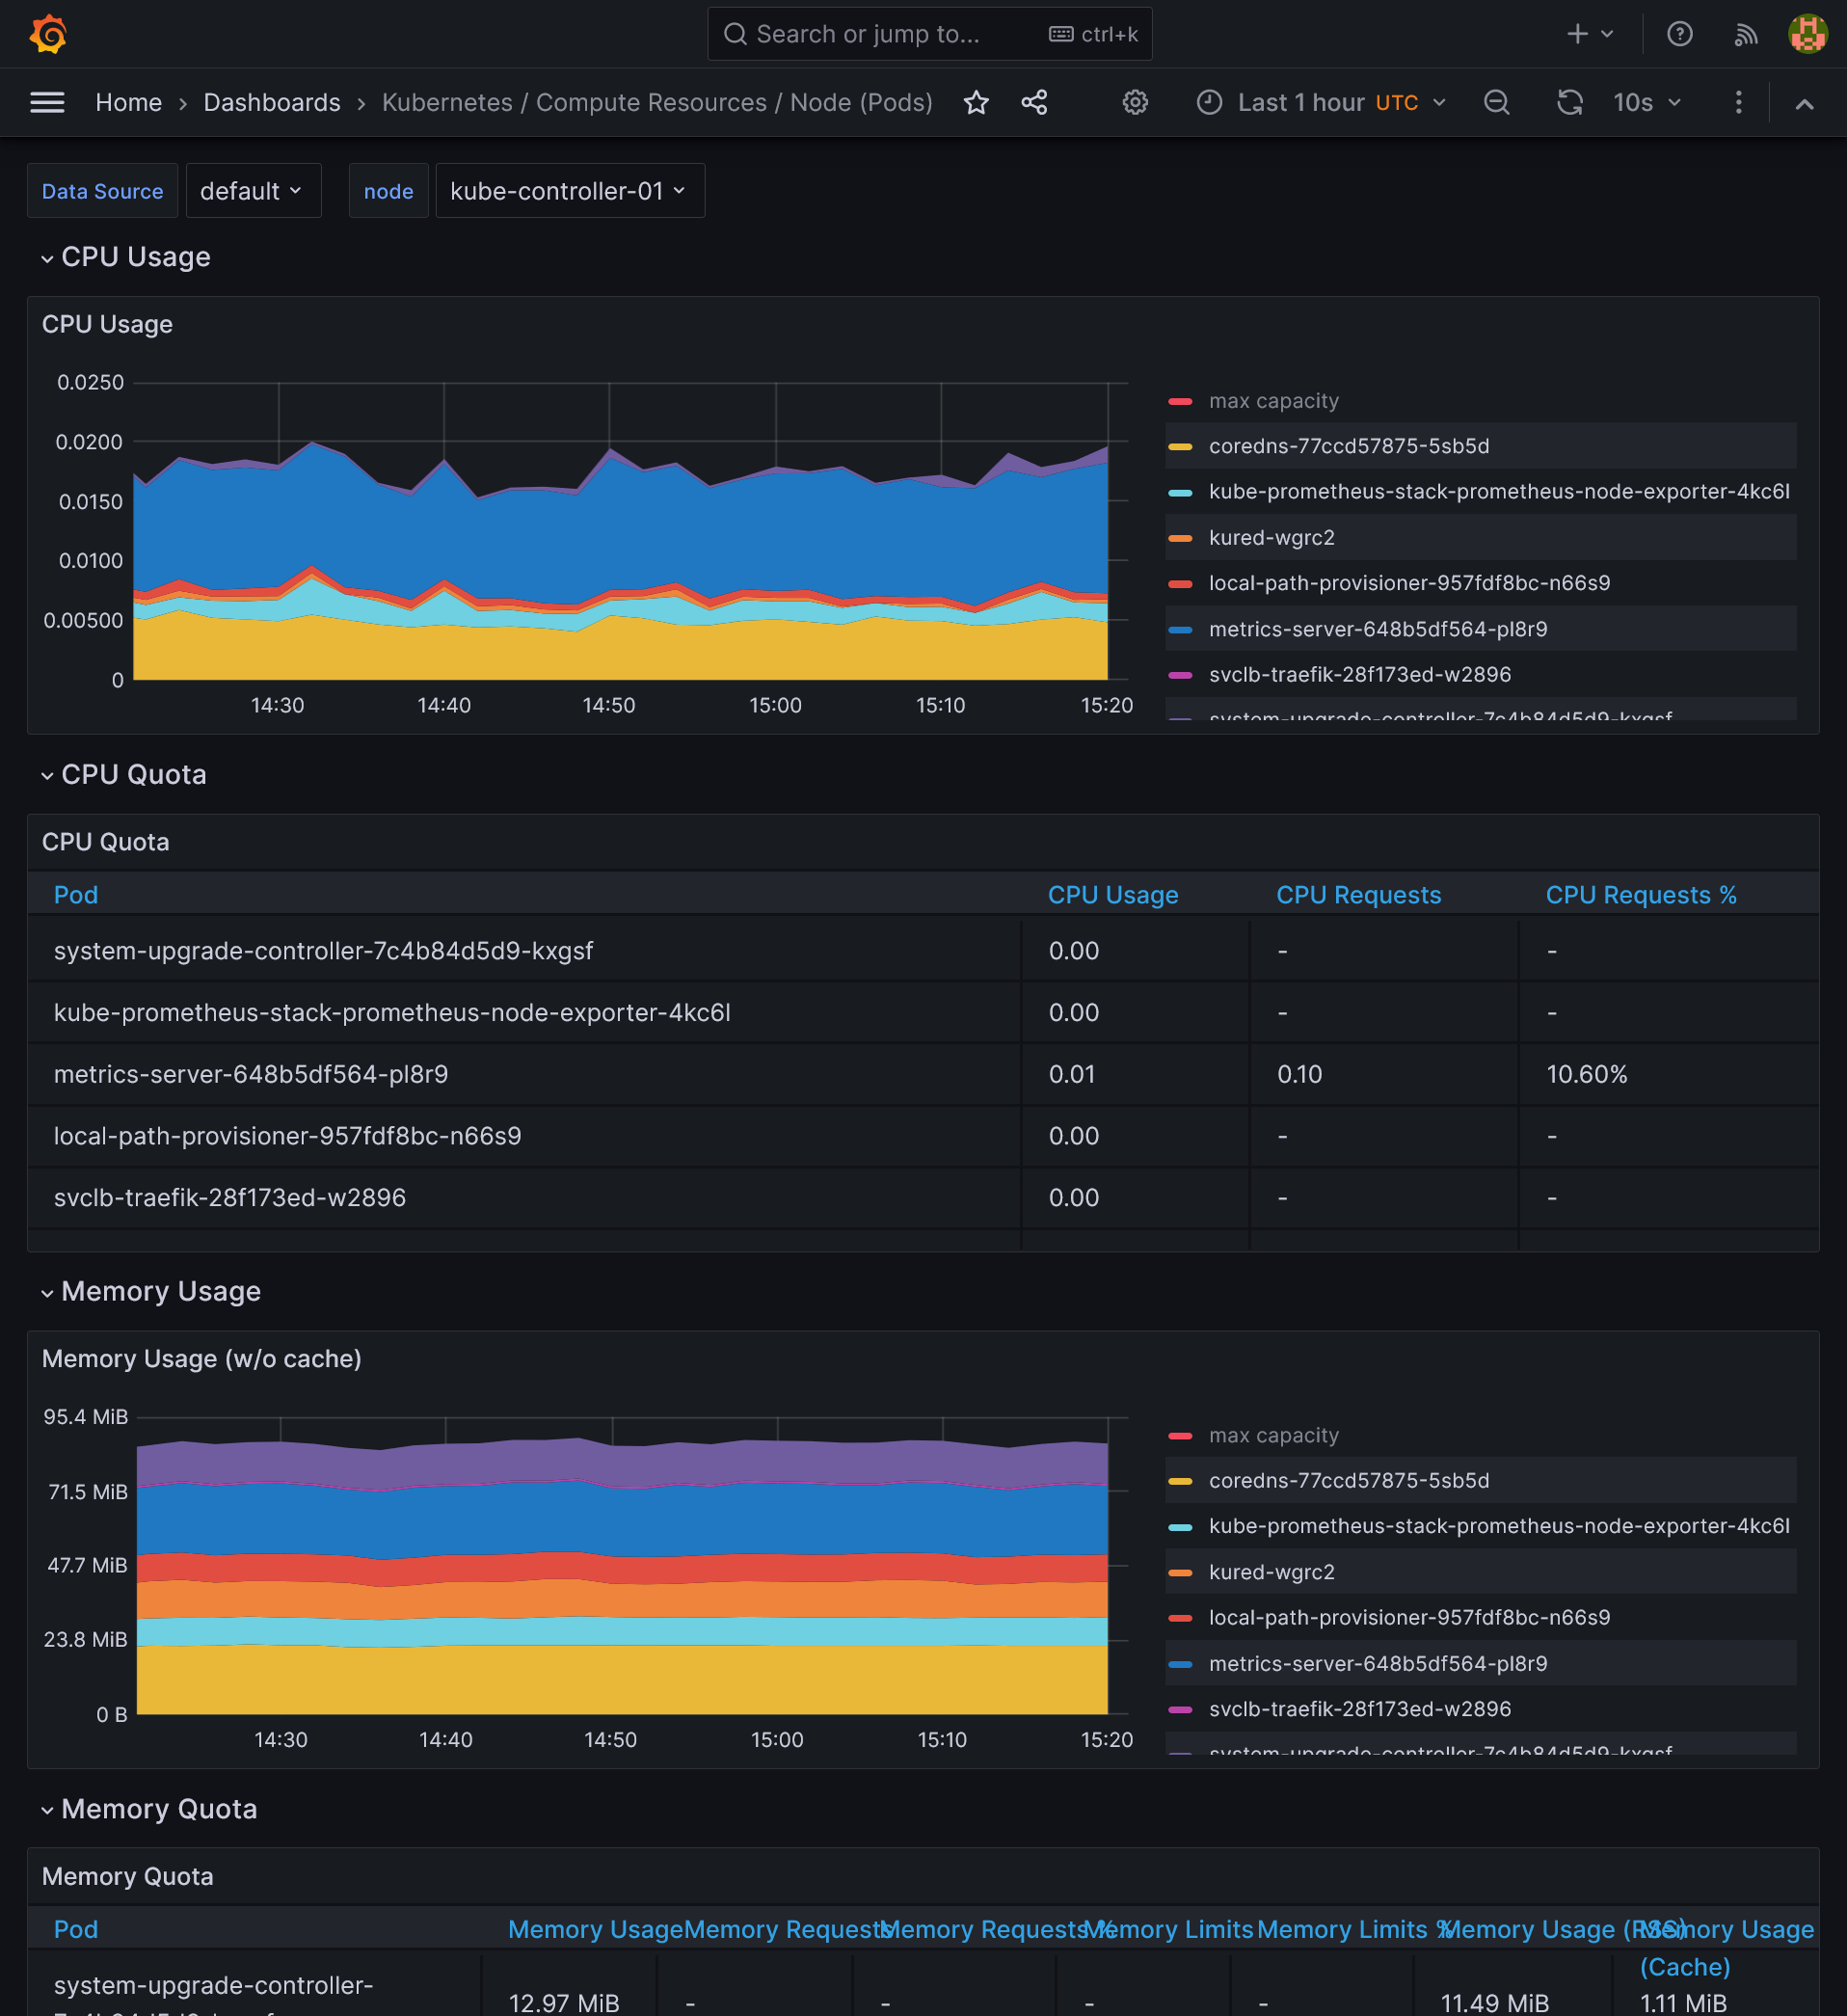 Search or jump to... ctrl+k
Home › Dashboards › Kubernetes / Compute Resources / Node (Pods) Last 1 hour UTC 10s
Data Source default node kube-controller-01
CPU Usage
CPU Usage
0.0250
0.0200
0.0150
0.0100
0.00500
0
14:30 14:40 14:50 15:00 15:10 15:20
max capacity
coredns-77ccd57875-5sb5d
kube-prometheus-stack-prometheus-node-exporter-4kc6l
kured-wgrc2
local-path-provisioner-957fdf8bc-n66s9
metrics-server-648b5df564-pl8r9
svclb-traefik-28f173ed-w2896
system-upgrade-controller-7c4b84d5d9-kxgsf
CPU Quota
CPU Quota
Pod CPU Usage CPU Requests CPU Requests %
system-upgrade-controller-7c4b84d5d9-kxgsf 0.00 - -
kube-prometheus-stack-prometheus-node-exporter-4kc6l 0.00 - -
metrics-server-648b5df564-pl8r9 0.01 0.10 10.60%
local-path-provisioner-957fdf8bc-n66s9 0.00 - -
svclb-traefik-28f173ed-w2896 0.00 - -
Memory Usage
Memory Usage (w/o cache)
95.4 MiB
71.5 MiB
47.7 MiB
23.8 MiB
0 B
14:30 14:40 14:50 15:00 15:10 15:20
max capacity
coredns-77ccd57875-5sb5d
kube-prometheus-stack-prometheus-node-exporter-4kc6l
kured-wgrc2
local-path-provisioner-957fdf8bc-n66s9
metrics-server-648b5df564-pl8r9
svclb-traefik-28f173ed-w2896
system-upgrade-controller-7c4b84d5d9-kxgsf
Memory Quota
Memory Quota
Pod Memory Usage Memory Requests Memory Requests % Memory Limits Memory Limits % Memory Usage (RSS) Memory Usage
(Cache)
system-upgrade-controller-
12.97 MiB - - - - 11.49 MiB 1.11 MiB